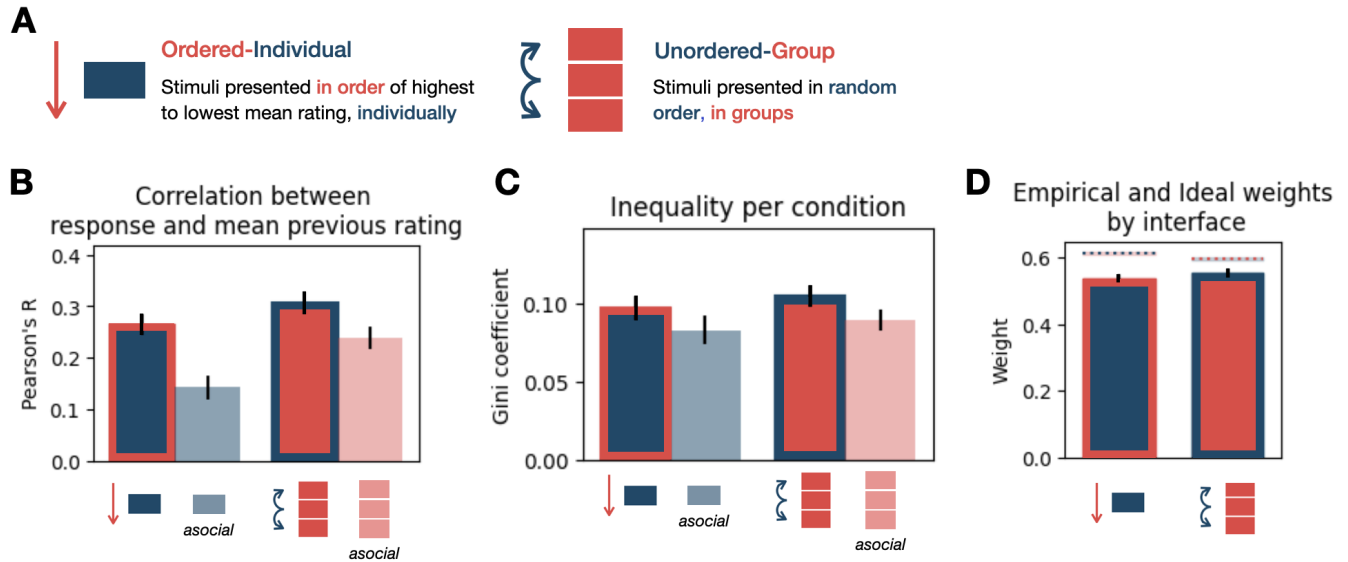 A
Ordered-Individual
Stimuli presented in order of highest
to lowest mean rating, individually
Unordered-Group
Stimuli presented in random
order, in groups
B
Correlation between
response and mean previous rating
Pearson's R
0.4
0.3
0.2
0.1
0.0
asocial
asocial
C
Inequality per condition
Gini coefficient
0.10
0.05
0.00
asocial
asocial
D
Empirical and Ideal weights
by interface
Weight
0.6
0.4
0.2
0.0